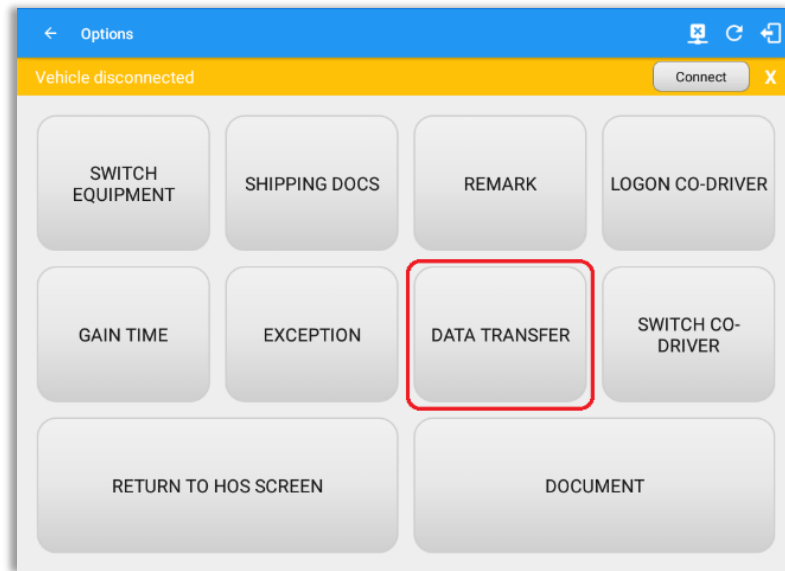 Options
Vehicle disconnected
Connect
X
SWITCH
EQUIPMENT
SHIPPING DOCS
REMARK
LOGON CO-DRIVER
GAIN TIME
EXCEPTION
DATA TRANSFER
SWITCH CO-
DRIVER
RETURN TO HOS SCREEN
DOCUMENT